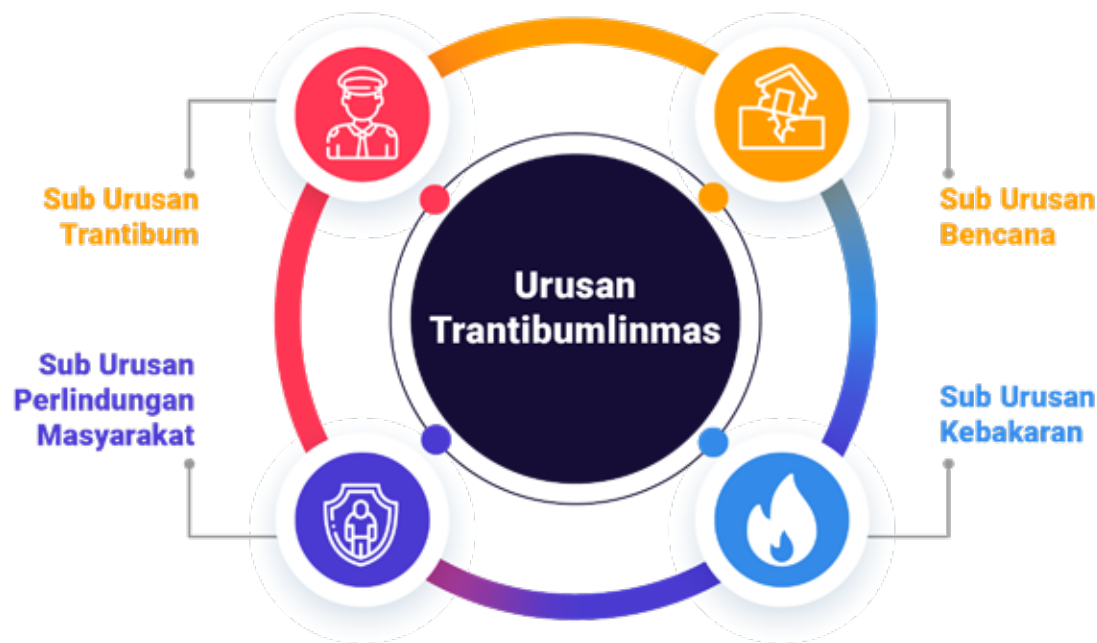 Sub Urusan
Trantibum
Sub Urusan
Bencana
Urusan
Trantibumlinmas
Sub Urusan
Perlindungan
Masyarakat
Sub Urusan
Kebakaran